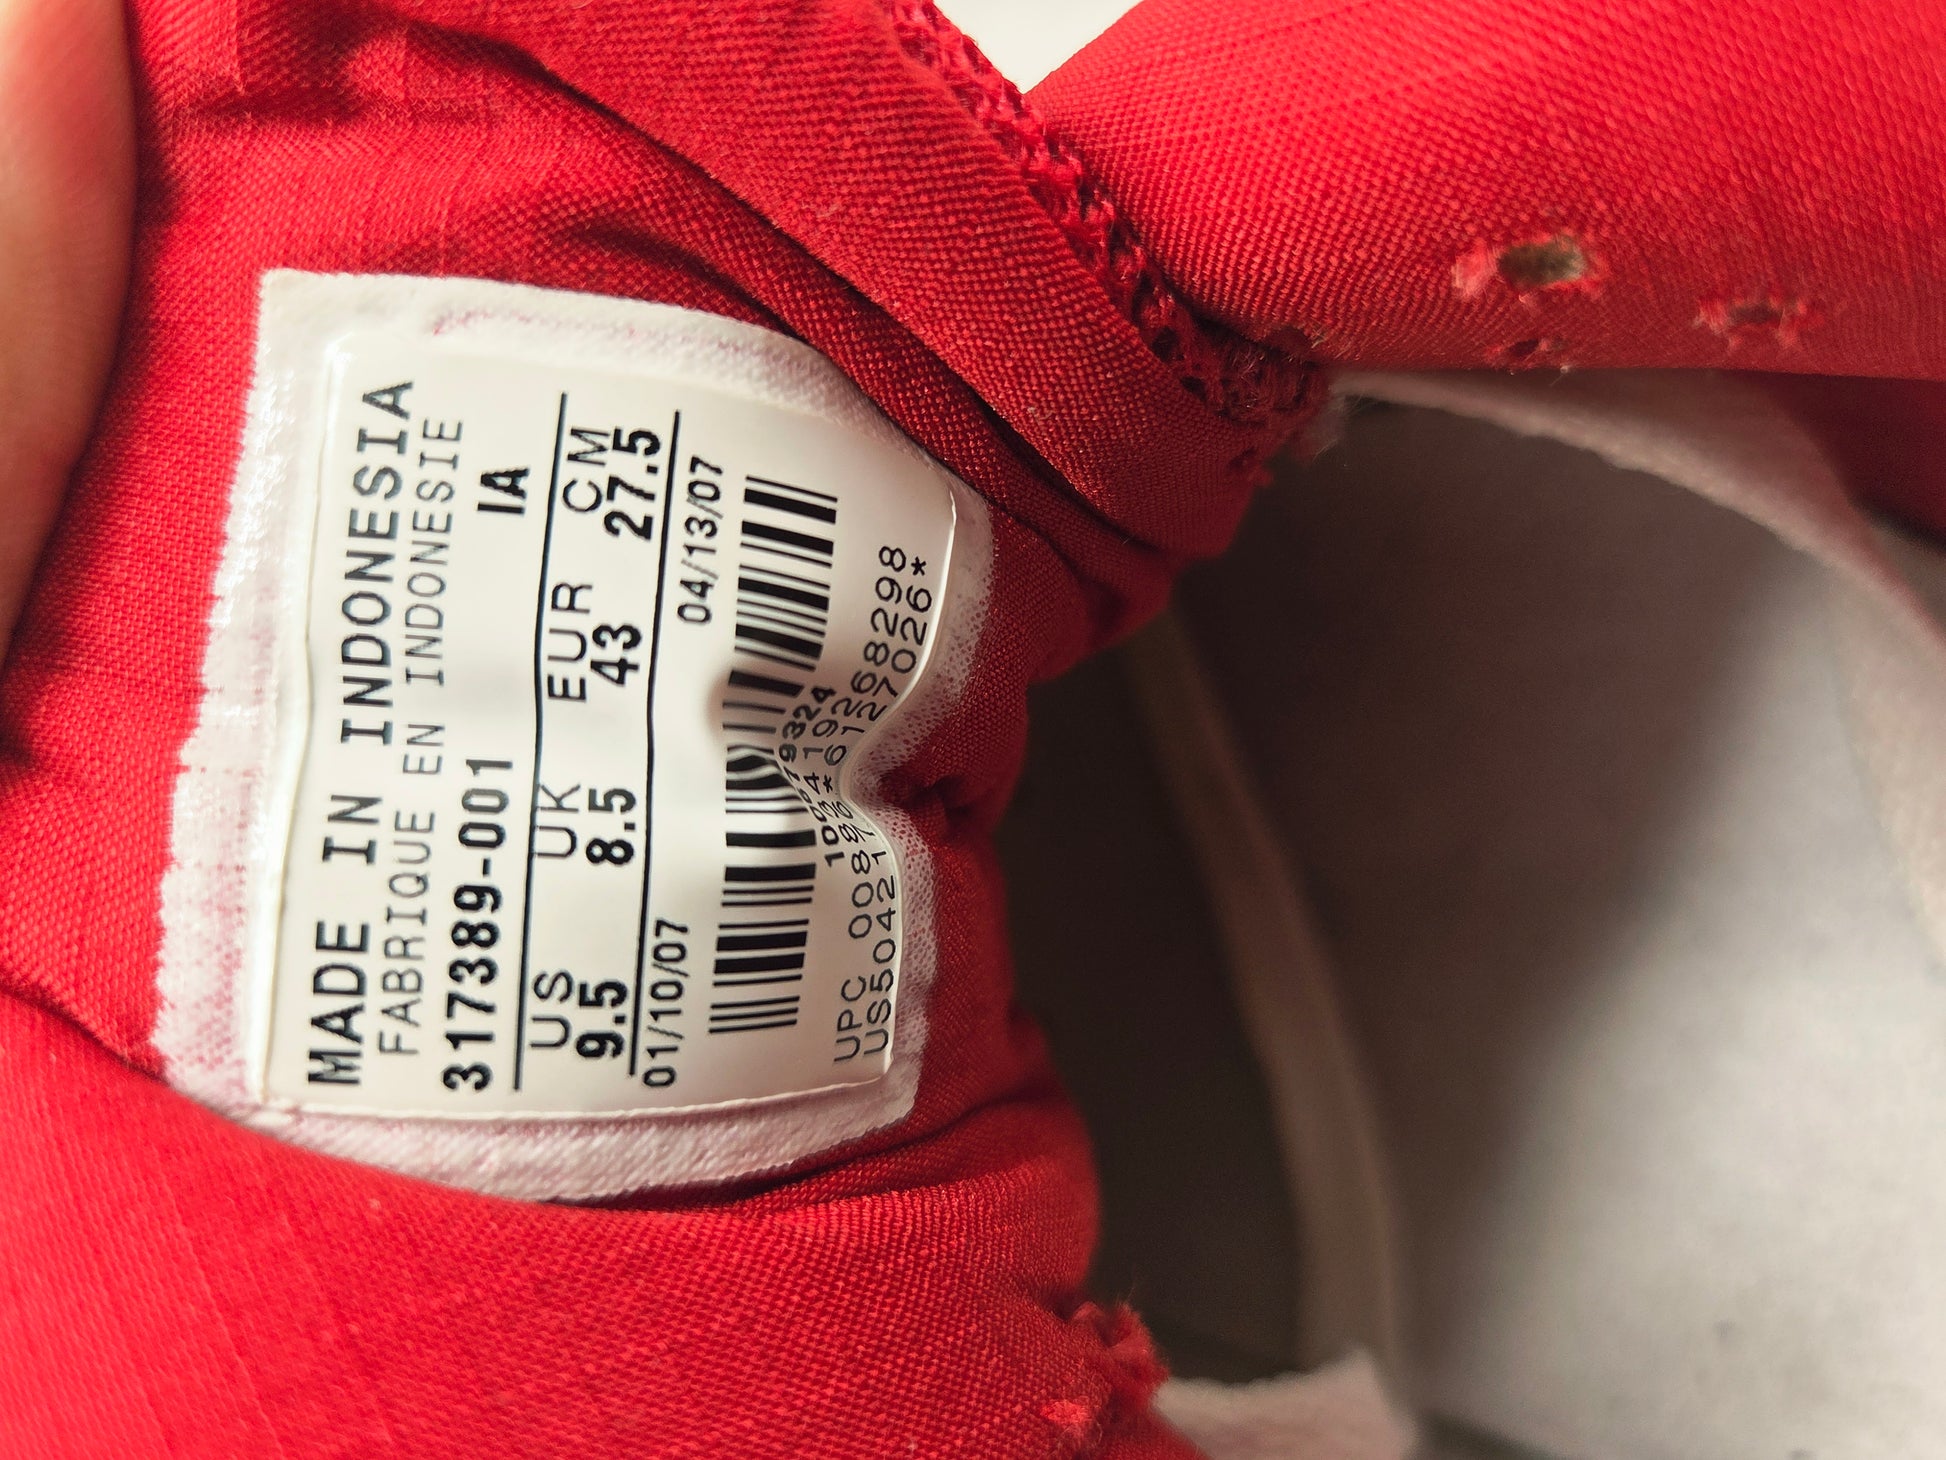 MADE IN INDONESIA
FABRIQUE EN INDONESIE
317389-001 IA
US UK EUR CM
9.5 8.5 43 27.5
01/10/07 04/13/07
UPC